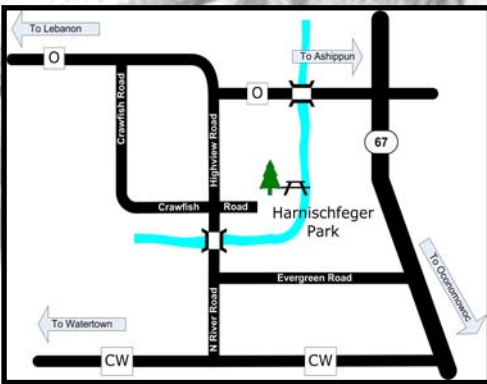 To Lebanon
O
To Ashippun
Crawfish Road
Highview Road
O
67
Crawfish Road
Harnischfeger
Park
Evergreen Road
To Oconomowoc
To Watertown
N River Road
CW
CW